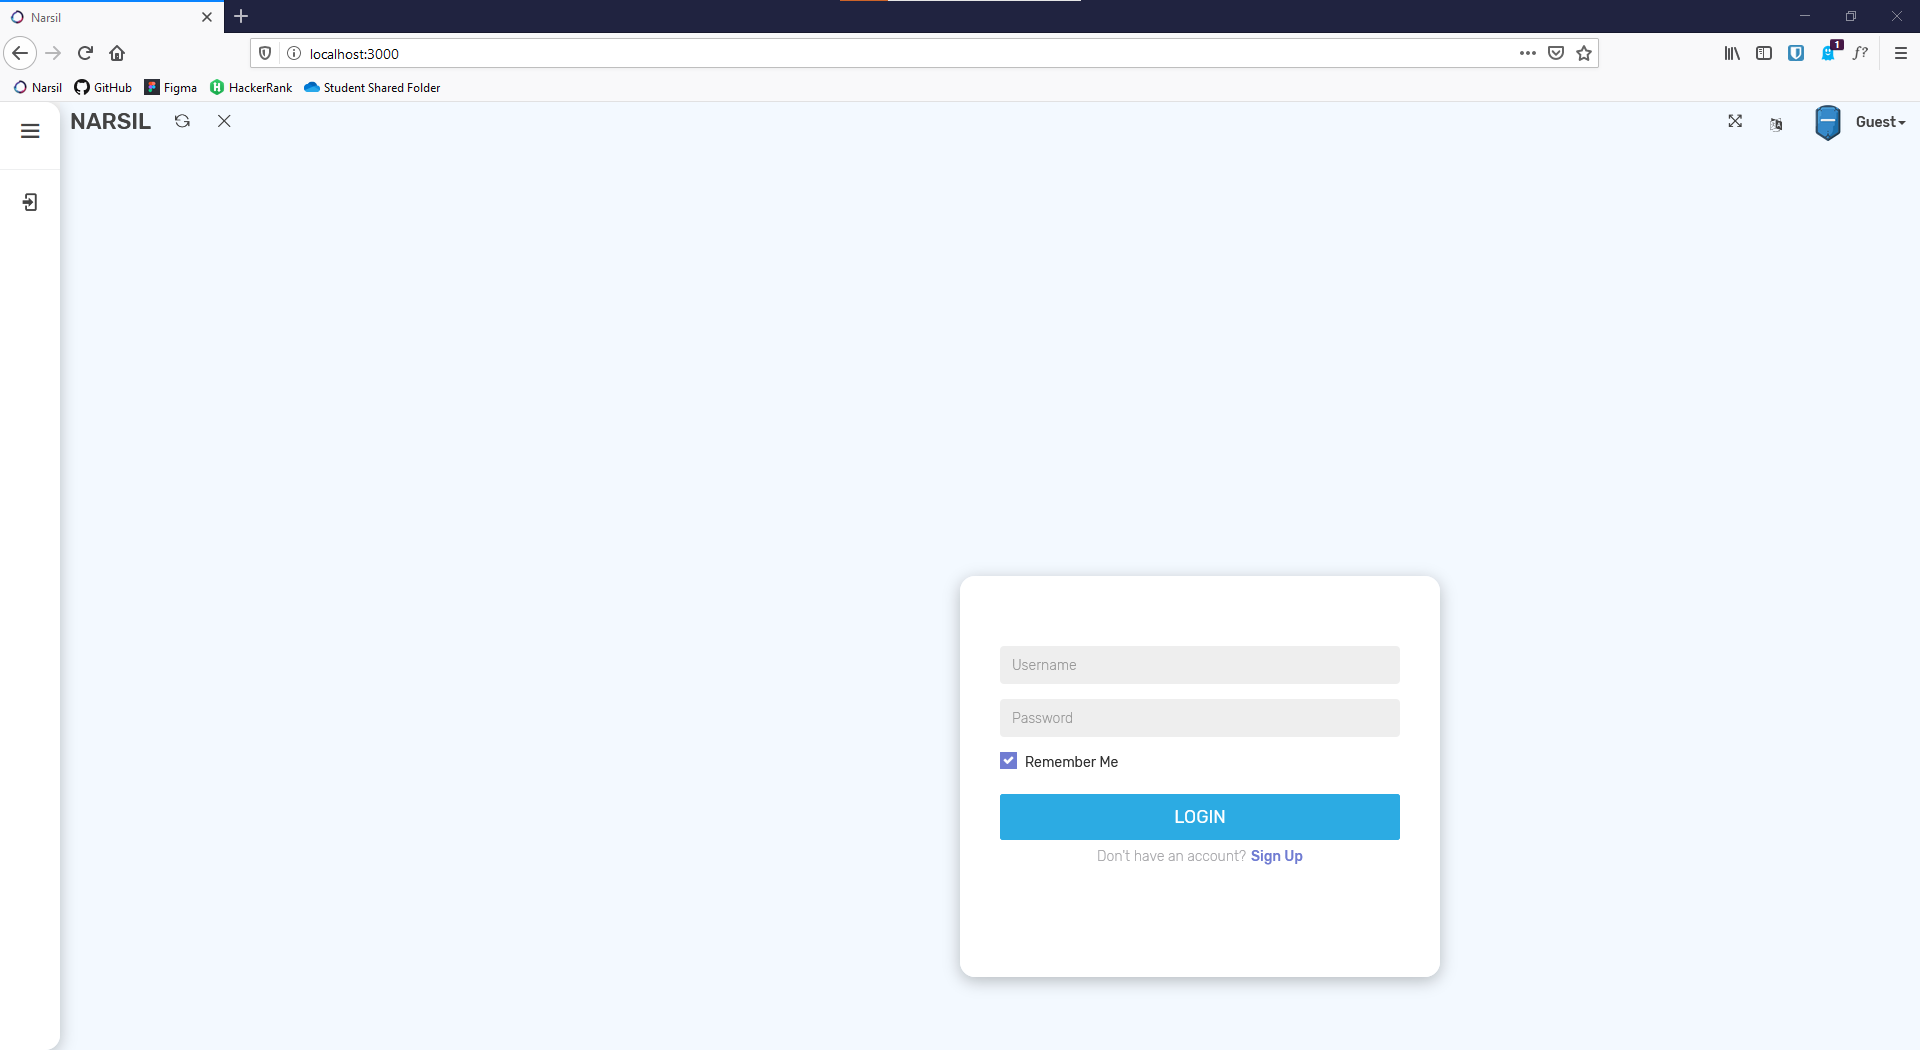 Narsil
localhost:3000
1
f?
Narsil GitHub Figma HackerRank Student Shared Folder
NARSIL
Guest
Username
Password
Remember Me
LOGIN
Don't have an account? Sign Up